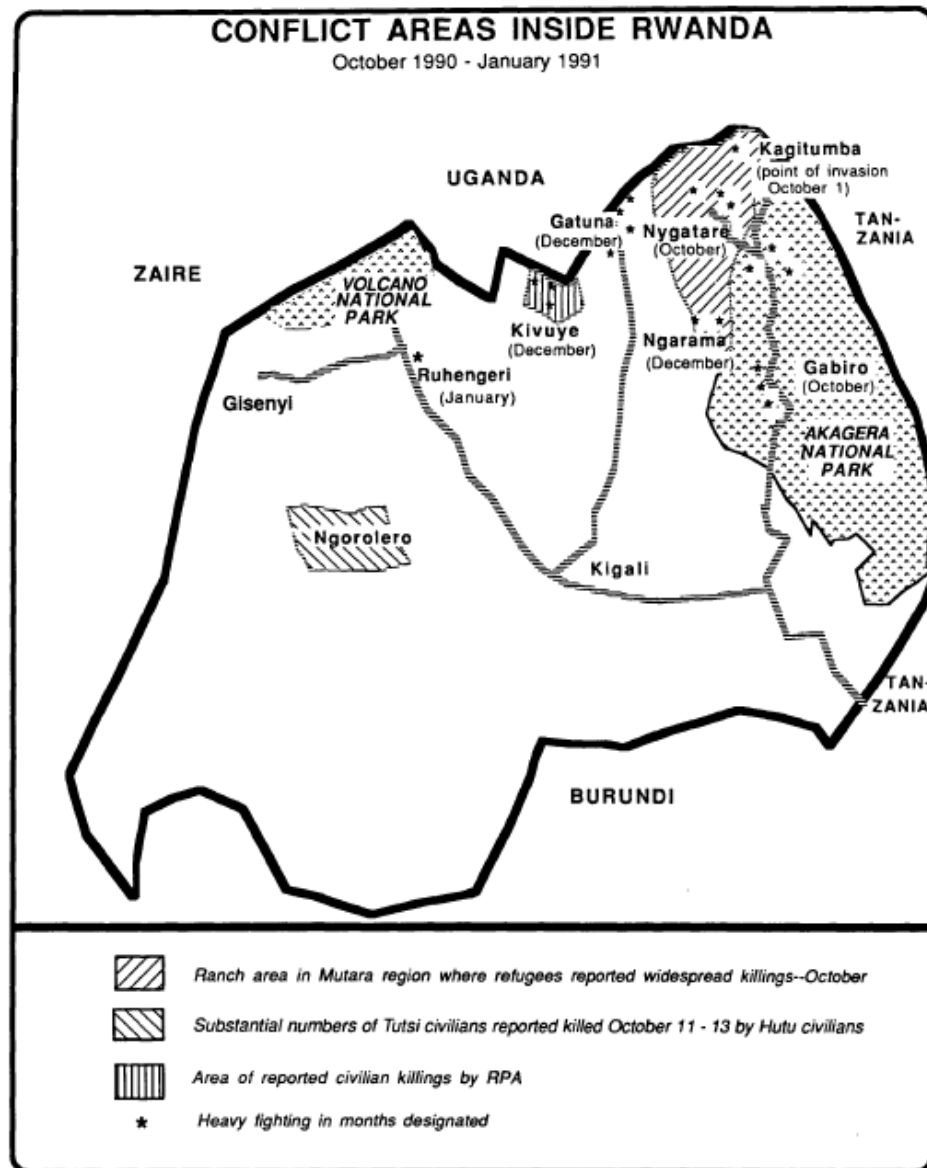 CONFLICT AREAS INSIDE RWANDA
October 1990 - January 1991
Kagitumba
(point of invasion
October 1)
UGANDA
TAN-
ZANIA
Gatuna
(December)
Nygatare
(October)
ZAIRE
VOLCANO
NATIONAL
PARK
Kivuye
(December)
Ngarama
(December)
Gabiro
(October)
Ruhengeri
(January)
Gisenyi
AKAGERA
NATIONAL
PARK
Ngorolero
Kigali
TAN-
ZANIA
BURUNDI
Ranch area in Mutara region where refugees reported widespread killings--October
Substantial numbers of Tutsi civilians reported killed October 11 - 13 by Hutu civilians
Area of reported civilian killings by RPA
* Heavy fighting in months designated